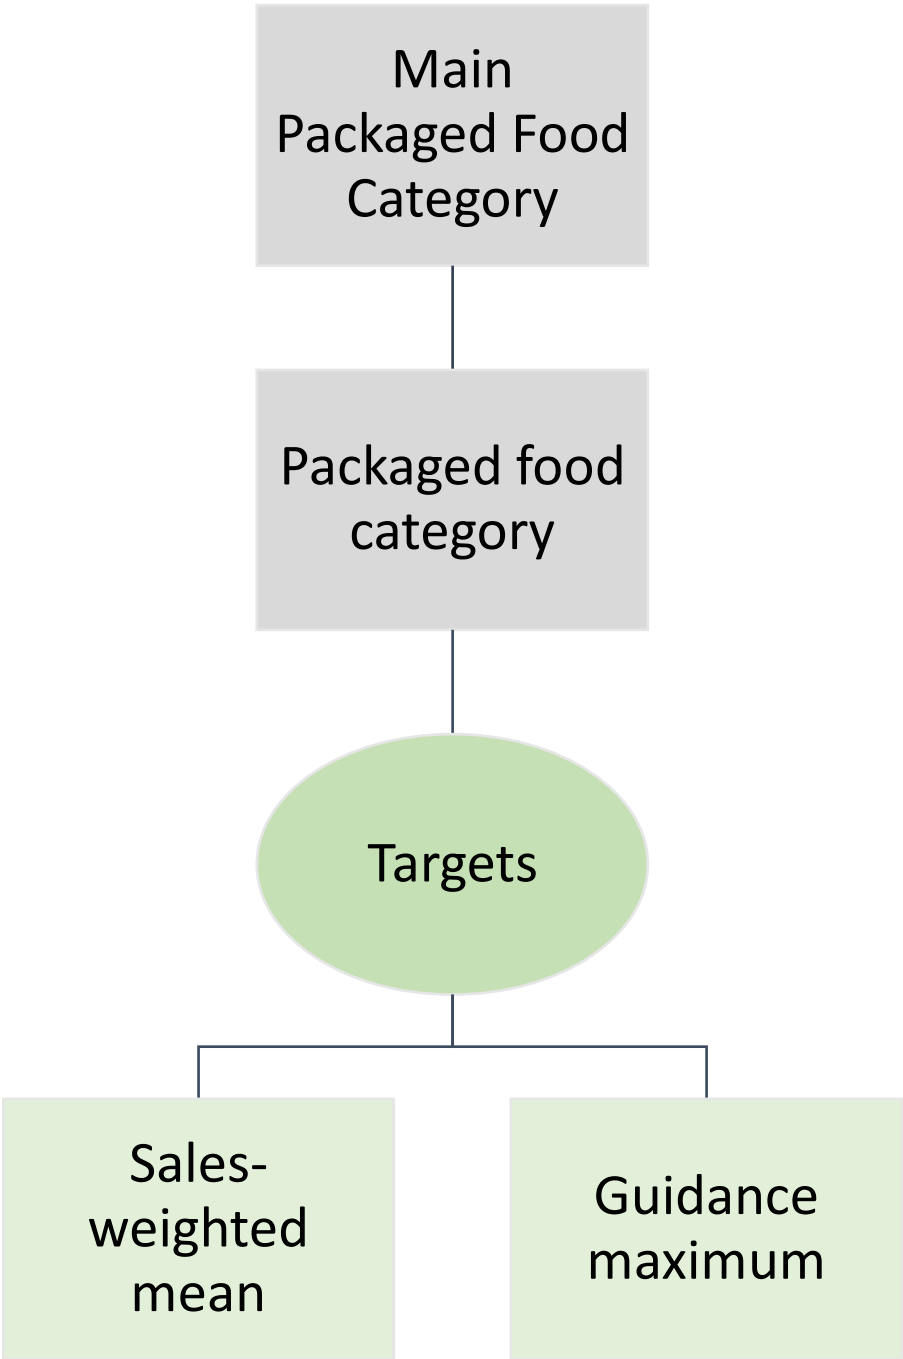 Main
Packaged Food
Category
Packaged food
category
Targets
Sales-
weighted
mean
Guidance
maximum